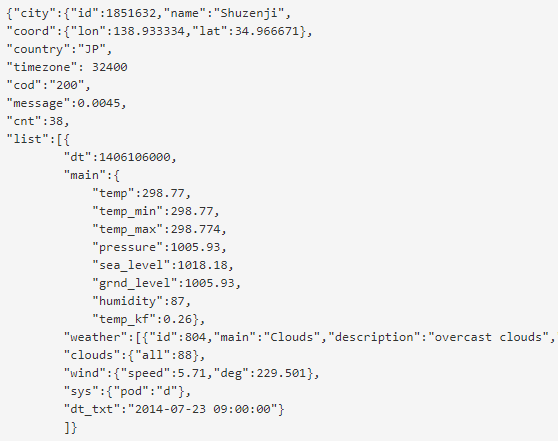 {"city":{"id":1851632,"name":"Shuzenji",
"coord":{"lon":138.933334,"lat":34.966671},
"country":"JP",
"timezone": 32400
"cod":"200",
"message":0.0045,
"cnt":38,
"list":[{
"dt":1406106000,
"main":{
"temp":298.77,
"temp_min":298.77,
"temp_max":298.774,
"pressure":1005.93,
"sea_level":1018.18,
"grnd_level":1005.93,
"humidity":87,
"temp_kf":0.26},
"weather":[{"id":804,"main":"Clouds","description":"overcast clouds",
"clouds":{"all":88},
"wind":{"speed":5.71,"deg":229.501},
"sys":{"pod":"d"},
"dt_txt":"2014-07-23 09:00:00"}
]}